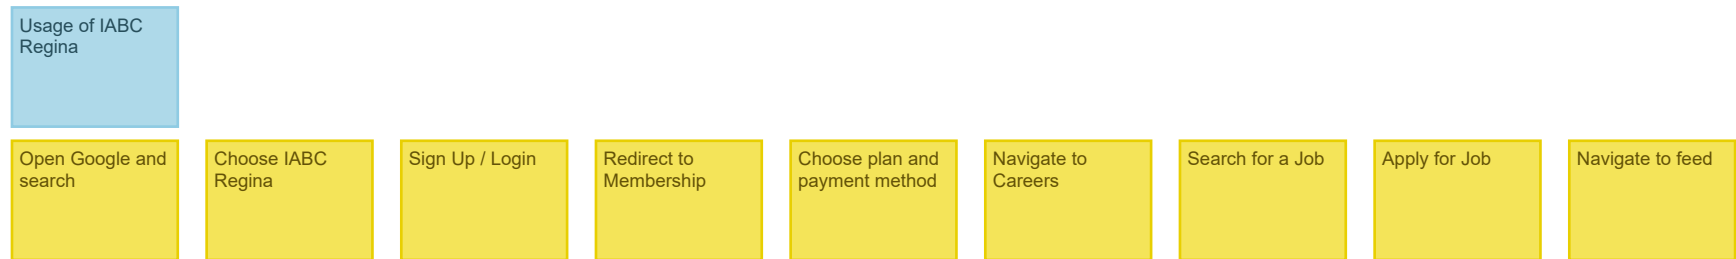 Usage of IABC
Regina
Open Google and
search
Choose IABC
Regina
Sign Up / Login
Redirect to
Membership
Choose plan and
payment method
Navigate to
Careers
Search for a Job
Apply for Job
Navigate to feed